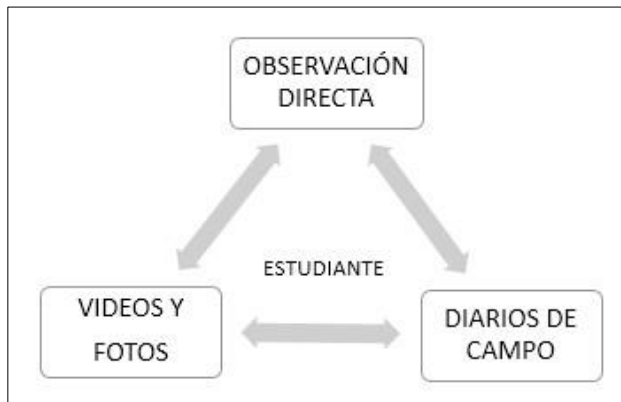 OBSERVACIÓN
DIRECTA
ESTUDIANTE
VIDEOS Y
FOTOS
DIARIOS DE
CAMPO